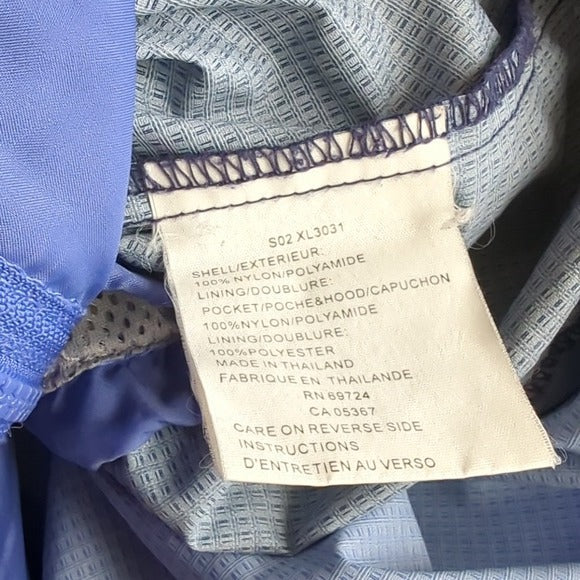 S02 XL3031
SHELL/EXTERIEUR:
100% NYLON/POLYAMIDE
LINING/DOUBLURE:
POCKET/POCHE&HOOD/CAPUCHON
100%NYLON/POLYAMIDE
LINING/DOUBLURE:
100%POLYESTER
MADE IN THAILAND
FABRIQUE EN THAILANDE
RN 69724
CA 05367
CARE ON REVERSE SIDE
INSTRUCTIONS
D'ENTRETIEN AU VERSO